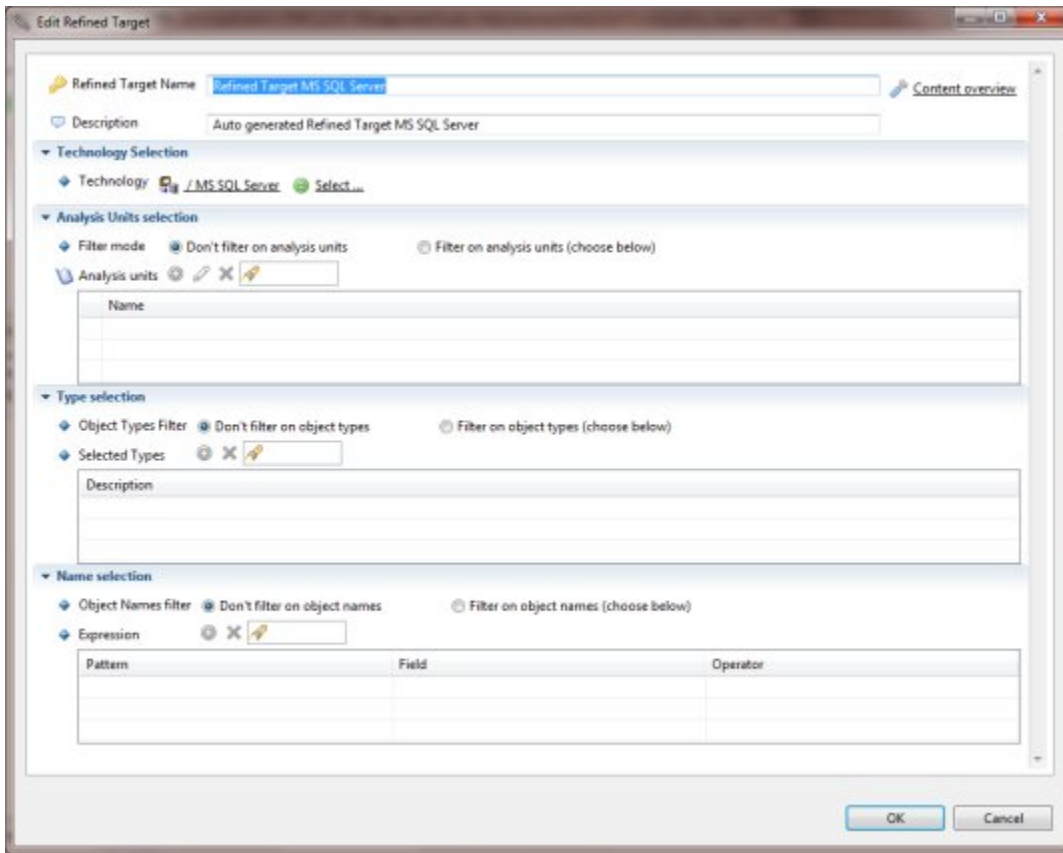 Edit Refined Target
Refined Target Name Refined Target MS SQL Server Content overview
Description Auto generated Refined Target MS SQL Server
Technology Selection
Technology / MS SQL Server Select ...
Analysis Units selection
Filter mode Don't filter on analysis units Filter on analysis units (choose below)
Analysis units
Name
Type selection
Object Types Filter Don't filter on object types Filter on object types (choose below)
Selected Types
Description
Name selection
Object Names filter Don't filter on object names Filter on object names (choose below)
Expression
Pattern Field Operator
OK Cancel